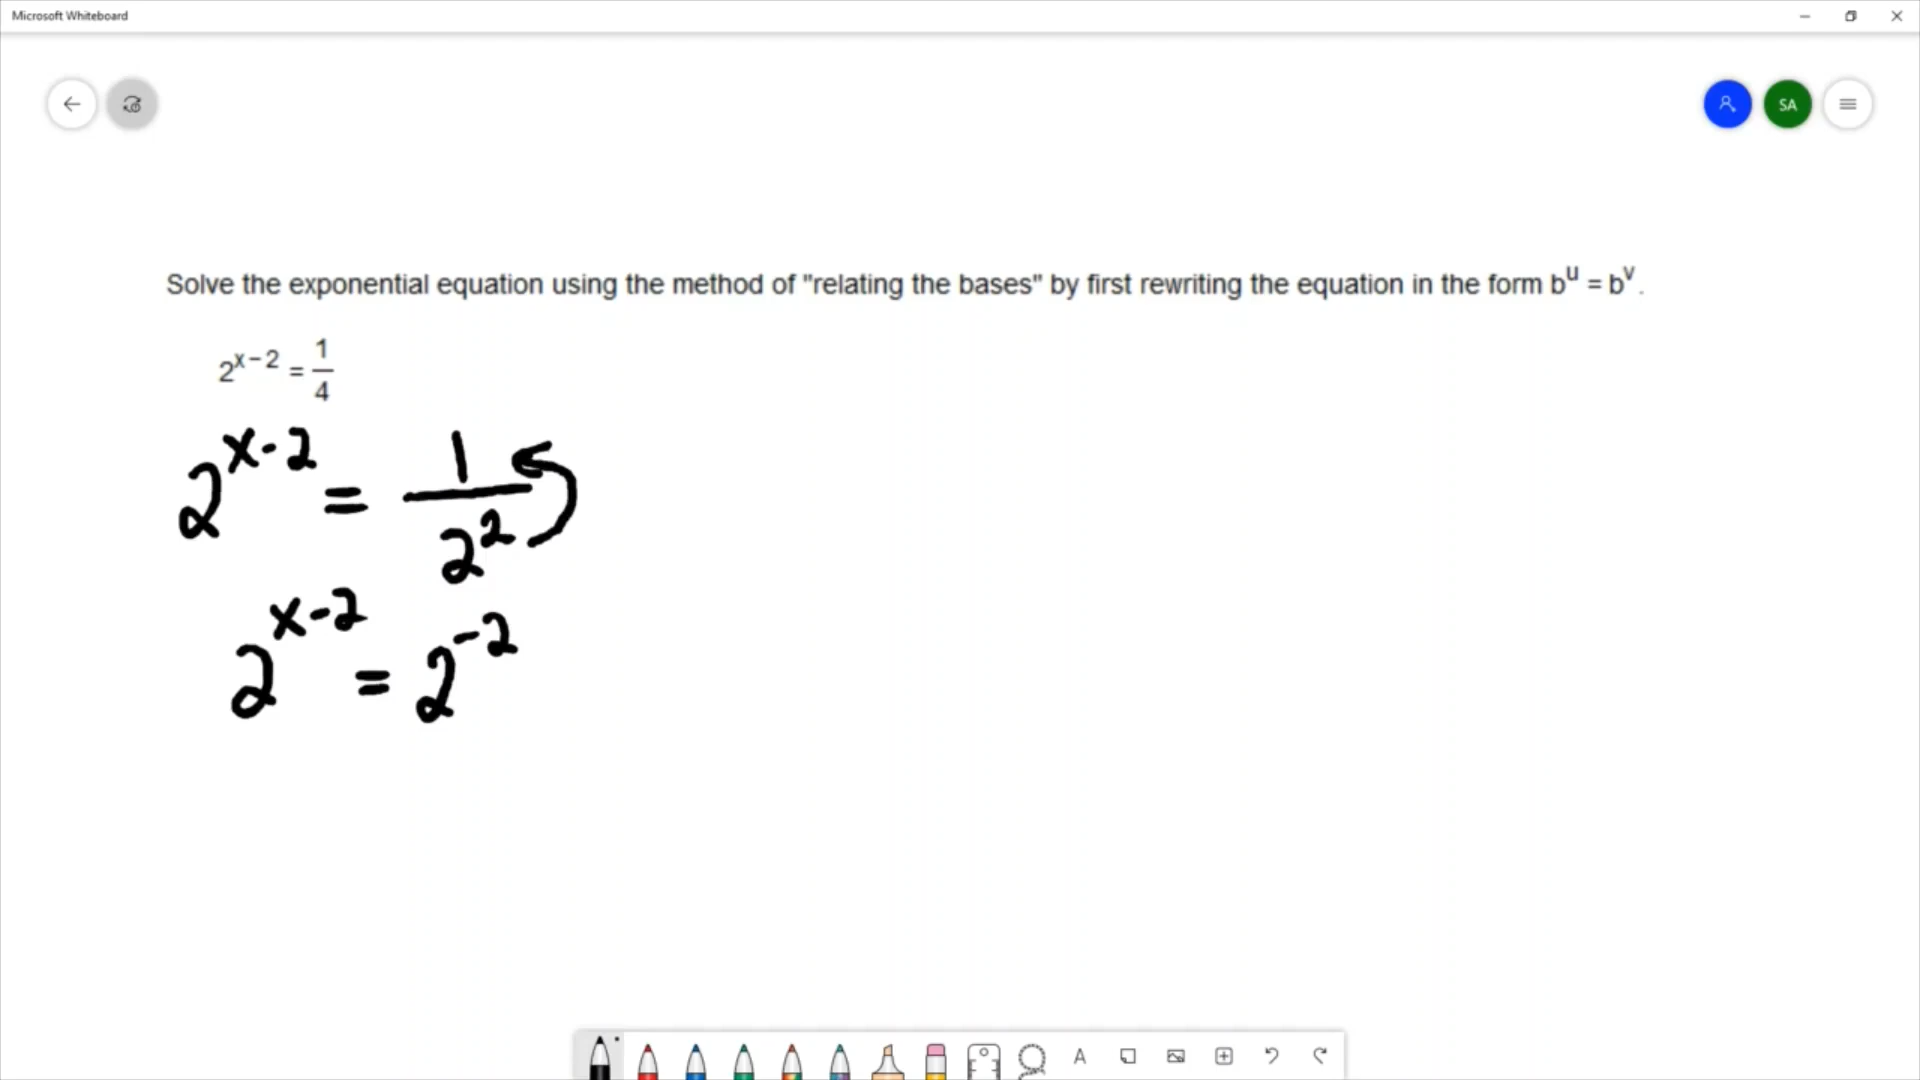 Microsoft Whiteboard
SA
Solve the exponential equation using the method of "relating the bases" by first rewriting the equation in the form b^u = b^v.
2^(x-2) = 1/4
2^(x-2) = 1/2^2
2^(x-2) = 2^(-2)
A